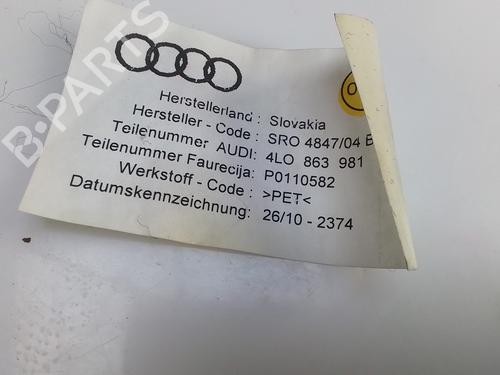 B-PARTS
Herstellerland : Slovakia
Hersteller - Code : SRO 4847/04 B
Teilenummer AUDI: 4LO 863 981
Teilenummer Faurecija: P0110582
Werkstoff - Code : >PET<
Datumskennzeichnung: 26/10 - 2374